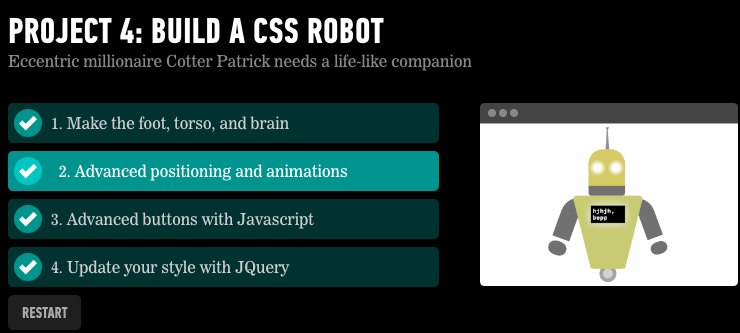 PROJECT 4: BUILD A CSS ROBOT
Eccentric millionaire Cotter Patrick needs a life-like companion
1. Make the foot, torso, and brain
2. Advanced positioning and animations
3. Advanced buttons with Javascript
4. Update your style with JQuery
RESTART
hjhjh,
bepp